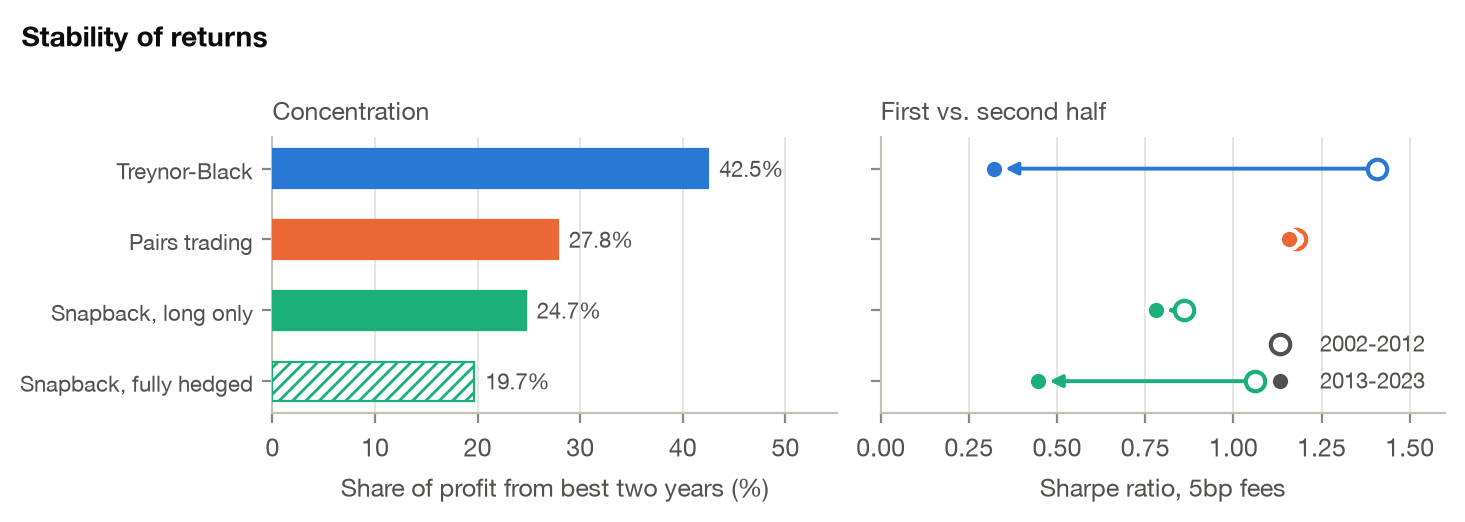 Stability of returns
Concentration
Treynor-Black
42.5%
Pairs trading
27.8%
Snapback, long only
24.7%
Snapback, fully hedged
19.7%
0 10 20 30 40 50
Share of profit from best two years (%)
First vs. second half
2002-2012
2013-2023
0.00 0.25 0.50 0.75 1.00 1.25 1.50
Sharpe ratio, 5bp fees